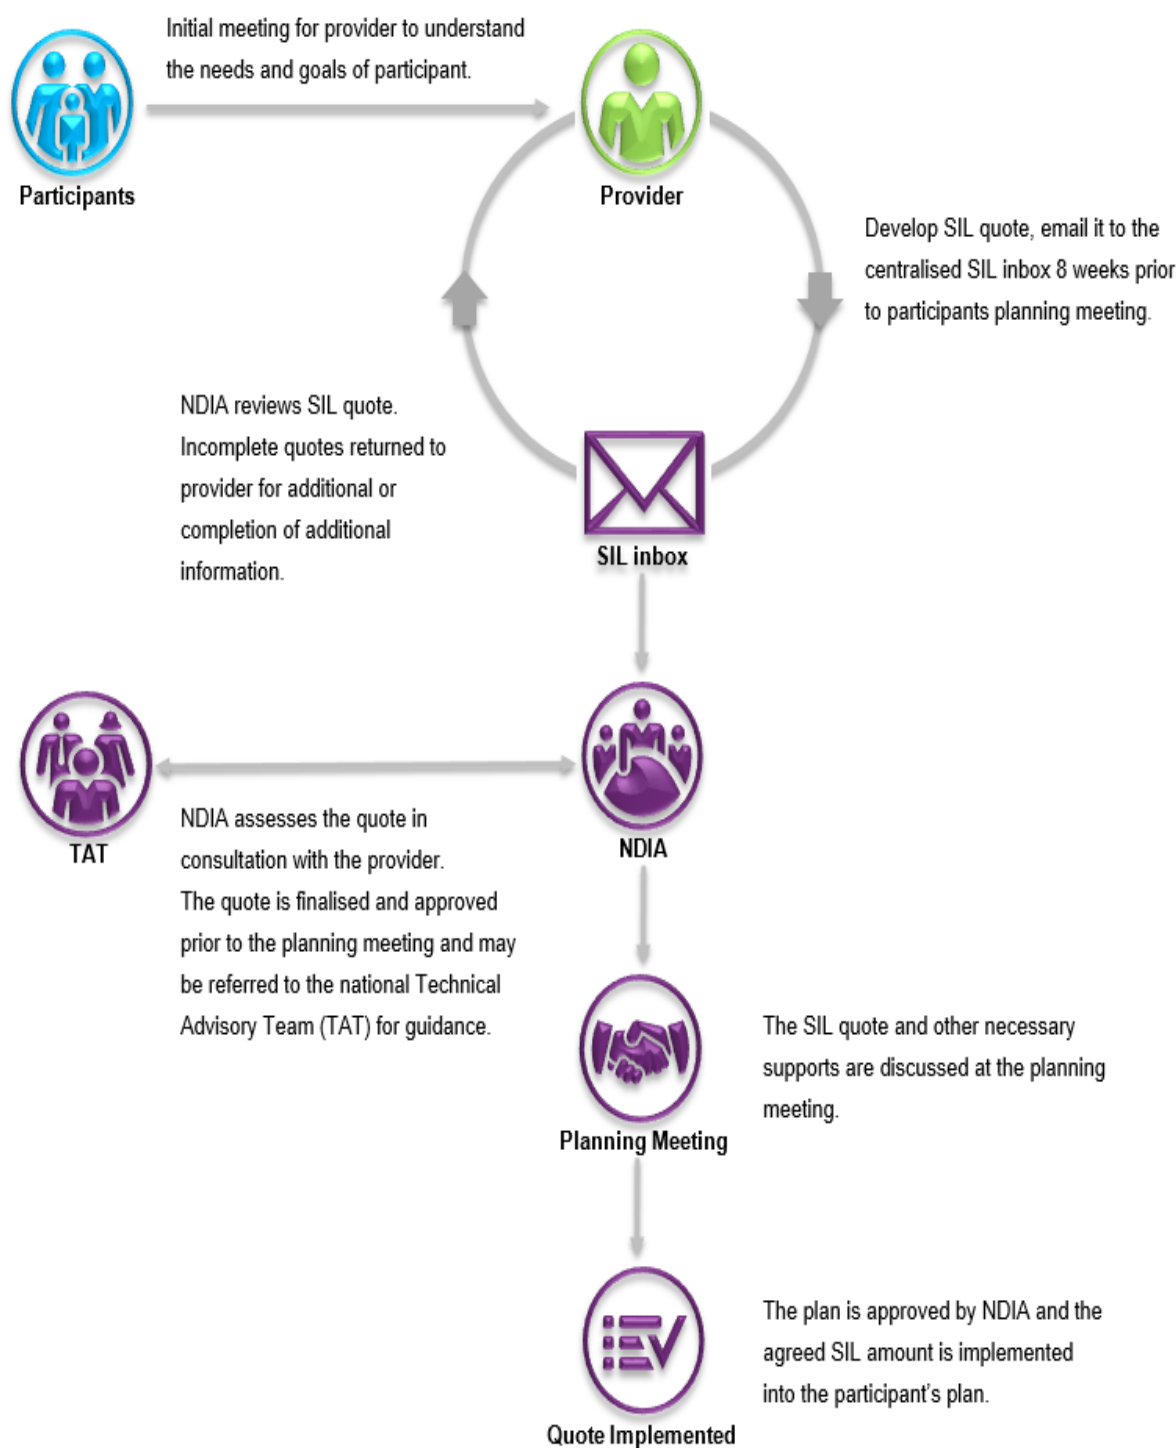 Initial meeting for provider to understand
the needs and goals of participant.
Participants
Provider
Develop SIL quote, email it to the
centralised SIL inbox 8 weeks prior
to participants planning meeting.
NDIA reviews SIL quote.
Incomplete quotes returned to
provider for additional or
completion of additional
information.
SIL inbox
TAT
NDIA
NDIA assesses the quote in
consultation with the provider.
The quote is finalised and approved
prior to the planning meeting and may
be referred to the national Technical
Advisory Team (TAT) for guidance.
The SIL quote and other necessary
supports are discussed at the planning
meeting.
Planning Meeting
The plan is approved by NDIA and the
agreed SIL amount is implemented
into the participant's plan.
Quote Implemented